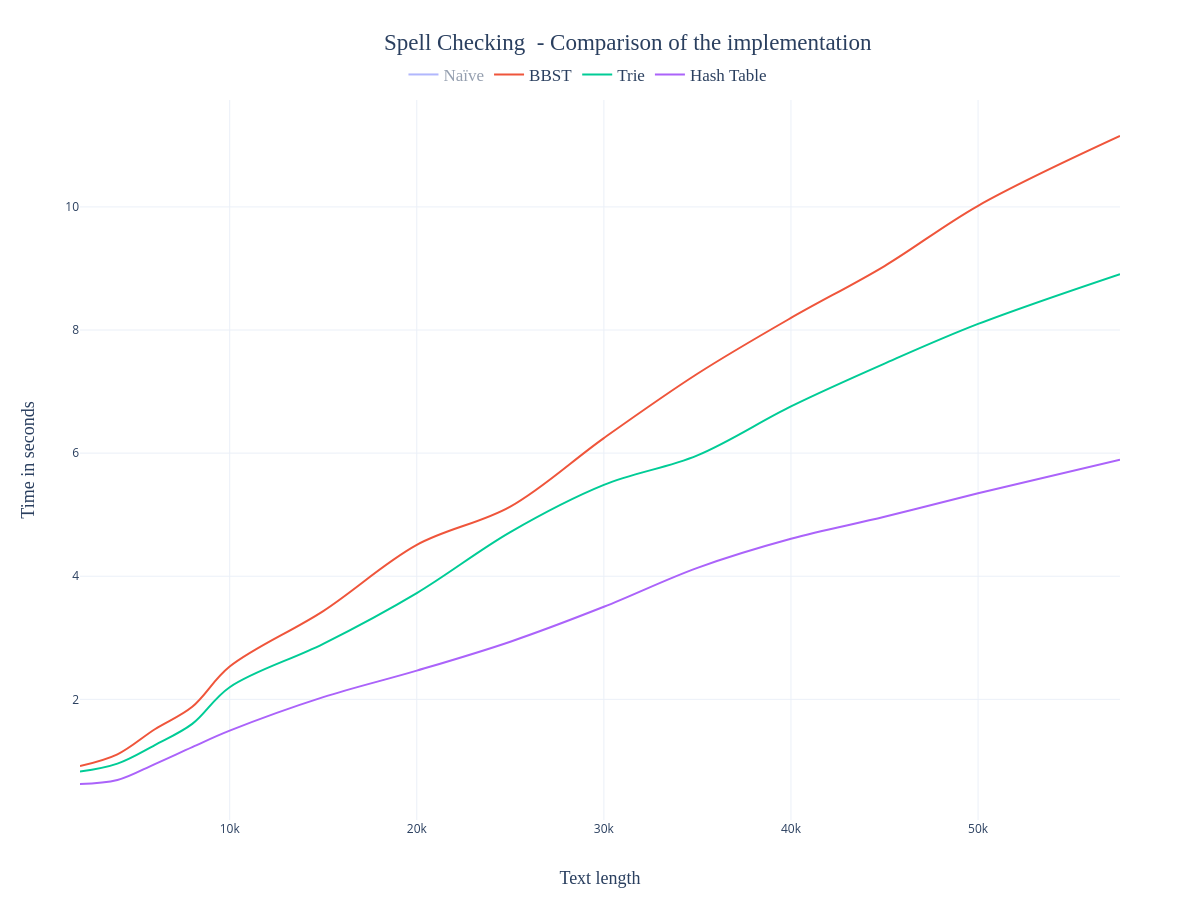 Spell Checking  - Comparison of the implementation
Naïve BBST Trie Hash Table
10
8
6
4
2
Time in seconds
10k 20k 30k 40k 50k
Text length